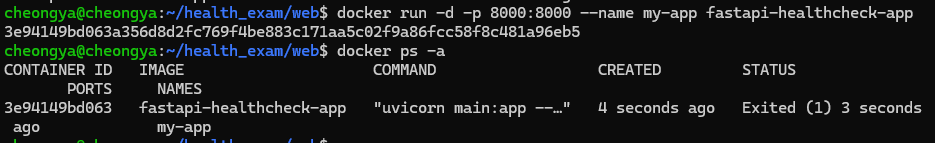 cheongya@cheongya:~/health_exam/web$ docker run -d -p 8000:8000 --name my-app fastapi-healthcheck-app
3e94149bd063a356d8d2fc769f4be883c171aa5c02f9a86fcc58f8c481a96eb5
cheongya@cheongya:~/health_exam/web$ docker ps -a
CONTAINER ID   IMAGE                     COMMAND                  CREATED         STATUS
       PORTS     NAMES
3e94149bd063   fastapi-healthcheck-app   "uvicorn main:app --…"   4 seconds ago   Exited (1) 3 seconds
 ago             my-app